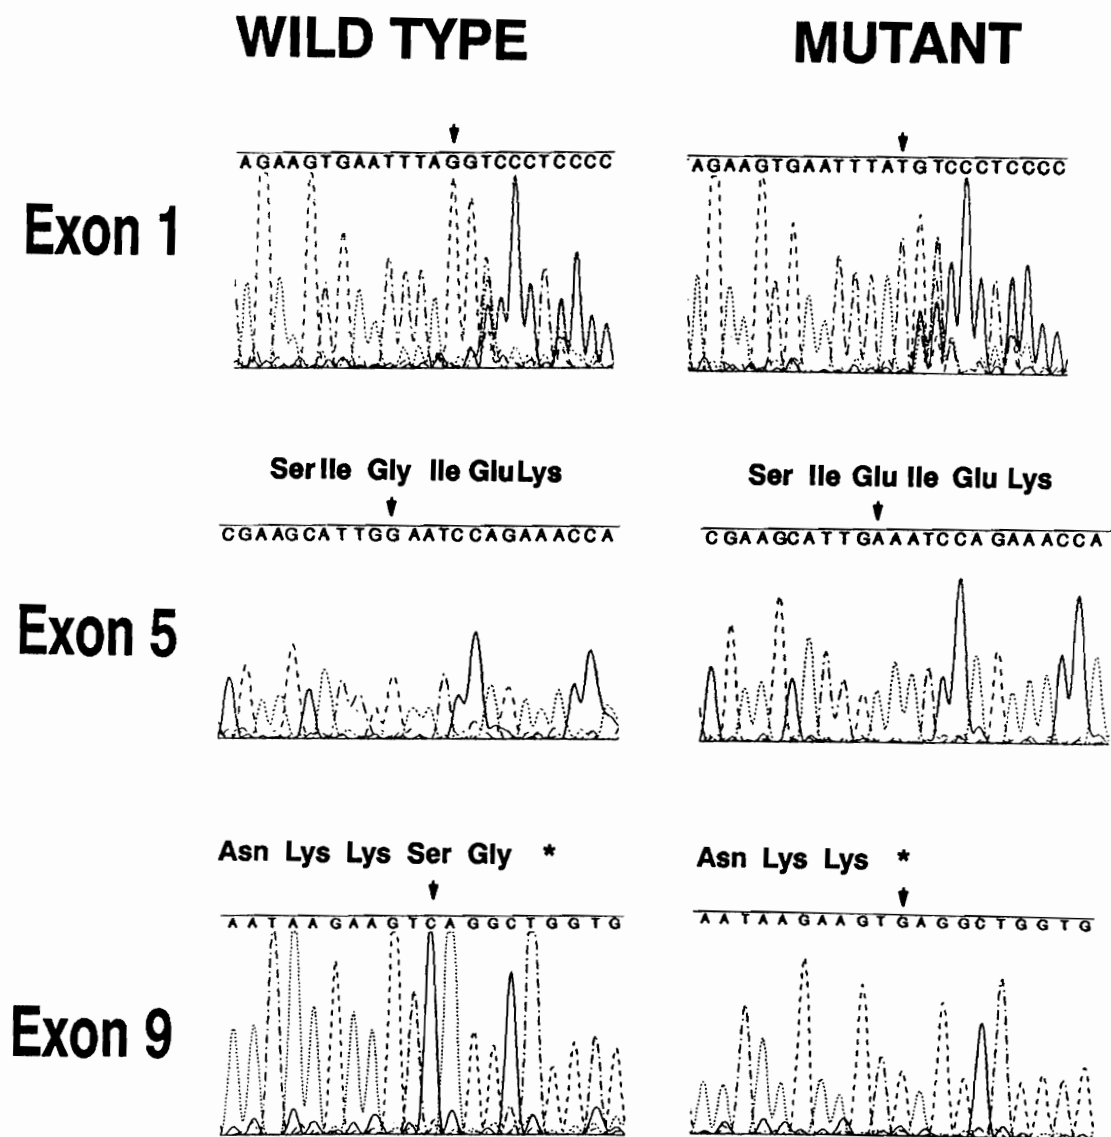 WILD TYPE MUTANT
Exon 1
AGAAGTGAATTTAGGTCCCTCCCC
AGAAGTGAATTTATGTCCCTCCCC
Ser Ile Gly Ile Glu Lys
CGAAGCATTGGAATCCAGAAACCA
Ser Ile Glu Ile Glu Lys
CGAAGCATTGAAATCCAGAAACCA
Exon 5
Asn Lys Lys Ser Gly *
AATAAGAAGTCAGGCTGGTG
Asn Lys Lys *
AATAAGAAGTGAGGCTGGTG
Exon 9